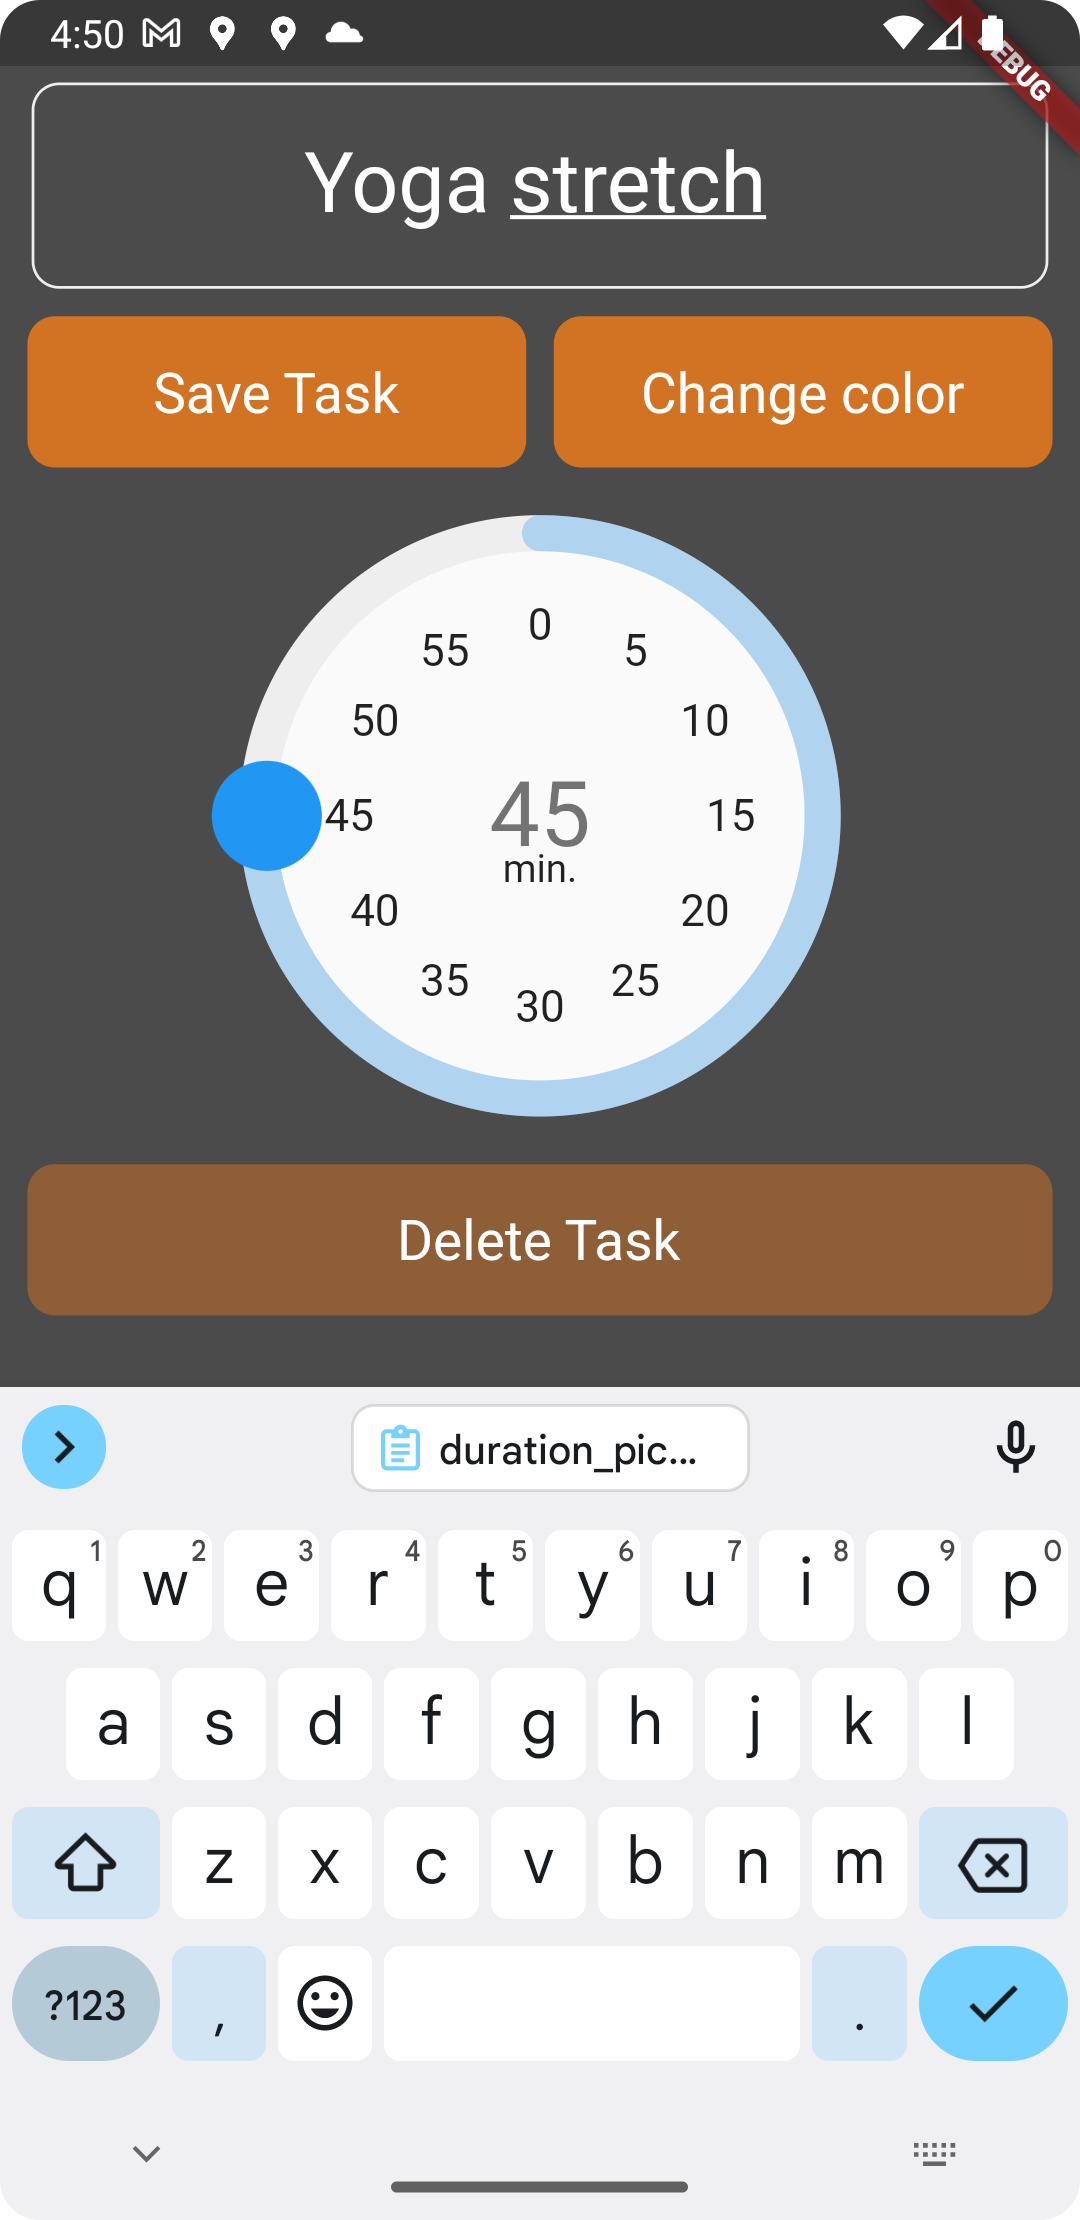 4:50
DEBUG
Yoga stretch
Save Task
Change color
0
55
5
50
10
45
45
15
min.
40
20
35
25
30
Delete Task
duration_pic...
q1 w2 e3 r4 t5 y6 u7 i8 o9 p0
a s d f g h j k l
z x c v b n m
?123 , .